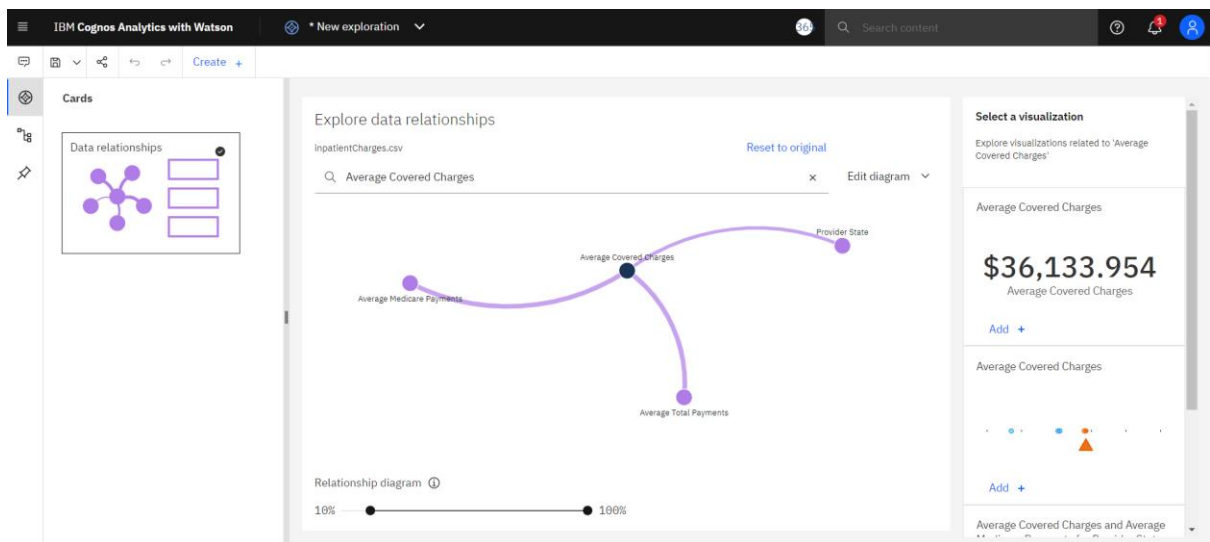 IBM Cognos Analytics with Watson
* New exploration
365
Search content
1
Create +
Cards
Data relationships
Explore data relationships
inpatientCharges.csv
Reset to original
Average Covered Charges
Edit diagram
Provider State
Average Covered Charges
Average Medicare Payments
Average Total Payments
Relationship diagram
10%
100%
Select a visualization
Explore visualizations related to 'Average
Covered Charges'
Average Covered Charges
$36,133.954
Average Covered Charges
Add +
Average Covered Charges
Add +
Average Covered Charges and Average